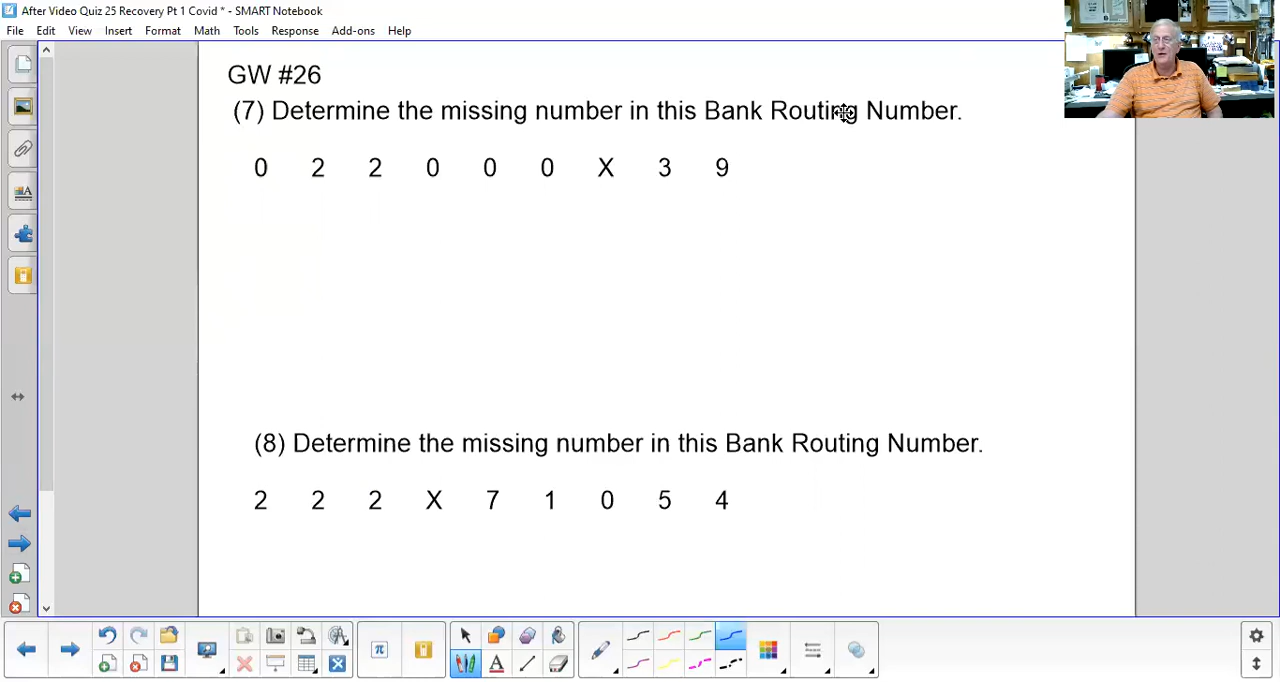 After Video Quiz 25 Recovery Pt 1 Covid * - SMART Notebook
File Edit View Insert Format Math Tools Response Add-ons Help
GW #26
(7) Determine the missing number in this Bank Routing Number.
0 2 2 0 0 0 X 3 9
(8) Determine the missing number in this Bank Routing Number.
2 2 2 X 7 1 0 5 4